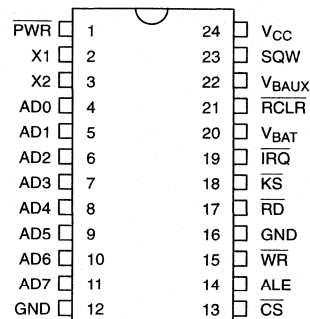 PWR 1 24 VCC
X1 2 23 SQW
X2 3 22 VBAUX
AD0 4 21 RCLR
AD1 5 20 VBAT
AD2 6 19 IRQ
AD3 7 18 KS
AD4 8 17 RD
AD5 9 16 GND
AD6 10 15 WR
AD7 11 14 ALE
GND 12 13 CS